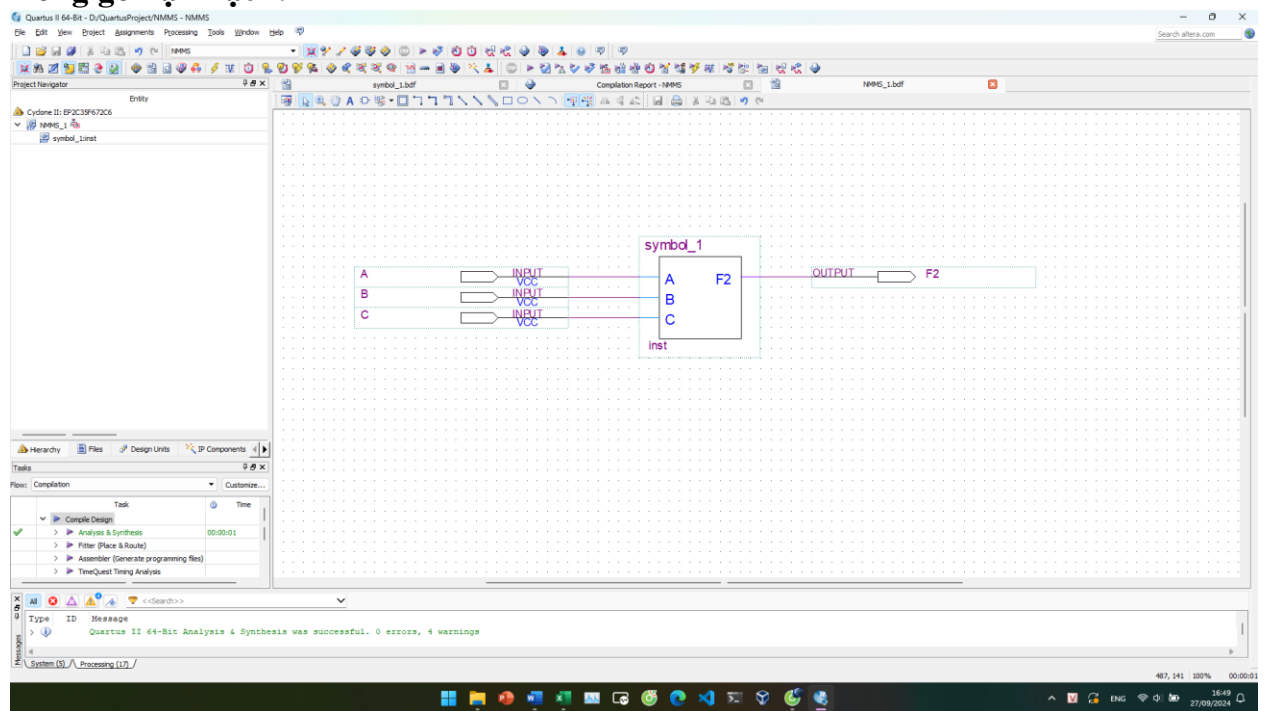 Quartus II 64-Bit - D:/QuartusProject/NMMS - NMMS
File Edit View Project Assignments Processing Tools Window Help
Search altera.com
NMMS
Project Navigator
symbol_1.bdf
Compilation Report - NMMS
NMMS_1.bdf
Entity
Cyclone II: EP2C35F672C6
NMMS_1
symbol_1:inst
symbol_1
A INPUT VCC
B INPUT VCC
C INPUT VCC
A F2
B
C
inst
OUTPUT F2
Hierarchy Files Design Units IP Components
Tasks
Flow: Compilation Customize...
Task Time
Compile Design
Analysis & Synthesis 00:00:01
Fitter (Place & Route)
Assembler (Generate programming files)
TimeQuest Timing Analysis
All <<Search>>
Type ID Message
Quartus II 64-Bit Analysis & Synthesis was successful. 0 errors, 4 warnings
Messages
System (5) Processing (17)
487, 141 100% 00:00:01
ENG 16:49
27/09/2024